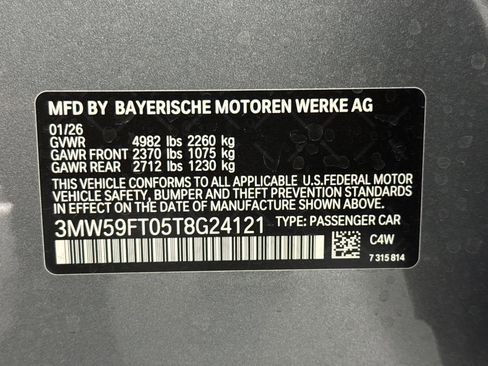 MFD BY BAYERISCHE MOTOREN WERKE AG
01/26
GVWR 4982 lbs 2260 kg
GAWR FRONT 2370 lbs 1075 kg
GAWR REAR 2712 lbs 1230 kg
THIS VEHICLE CONFORMS TO ALL APPLICABLE U.S.FEDERAL MOTOR
VEHICLE SAFETY, BUMPER AND THEFT PREVENTION STANDARDS
IN EFFECT ON THE DATE OF MANUFACTURE SHOWN ABOVE.
3MW59FT05T8G24121 TYPE: PASSENGER CAR
C4W
7 315 814